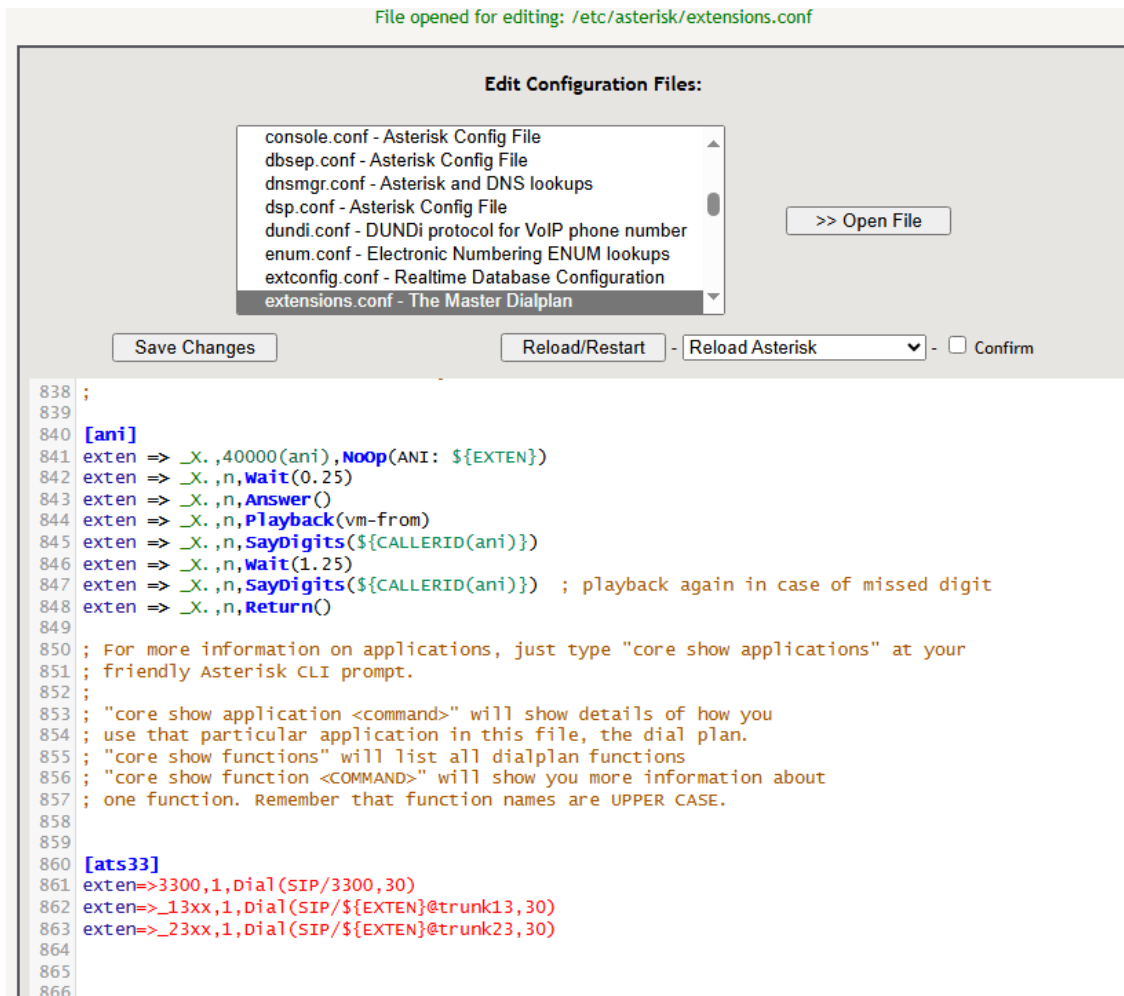 File opened for editing: /etc/asterisk/extensions.conf
Edit Configuration Files:
console.conf - Asterisk Config File
dbsep.conf - Asterisk Config File
dnsmgr.conf - Asterisk and DNS lookups
dsp.conf - Asterisk Config File
dundi.conf - DUNDi protocol for VoIP phone number
enum.conf - Electronic Numbering ENUM lookups
extconfig.conf - Realtime Database Configuration
extensions.conf - The Master Dialplan
>> Open File
Save Changes Reload/Restart - Reload Asterisk - Confirm
838 ;
839
840 [ani]
841 exten => _X.,40000(ani),NoOp(ANI: ${EXTEN})
842 exten => _X.,n,Wait(0.25)
843 exten => _X.,n,Answer()
844 exten => _X.,n,Playback(vm-from)
845 exten => _X.,n,SayDigits(${CALLERID(ani)})
846 exten => _X.,n,Wait(1.25)
847 exten => _X.,n,SayDigits(${CALLERID(ani)})  ; playback again in case of missed digit
848 exten => _X.,n,Return()
849
850 ; For more information on applications, just type "core show applications" at your
851 ; friendly Asterisk CLI prompt.
852 ;
853 ; "core show application <command>" will show details of how you
854 ; use that particular application in this file, the dial plan.
855 ; "core show functions" will list all dialplan functions
856 ; "core show function <COMMAND>" will show you more information about
857 ; one function. Remember that function names are UPPER CASE.
858
859
860 [ats33]
861 exten=>3300,1,Dial(SIP/3300,30)
862 exten=>_13xx,1,Dial(SIP/${EXTEN}@trunk13,30)
863 exten=>_23xx,1,Dial(SIP/${EXTEN}@trunk23,30)
864
865
866